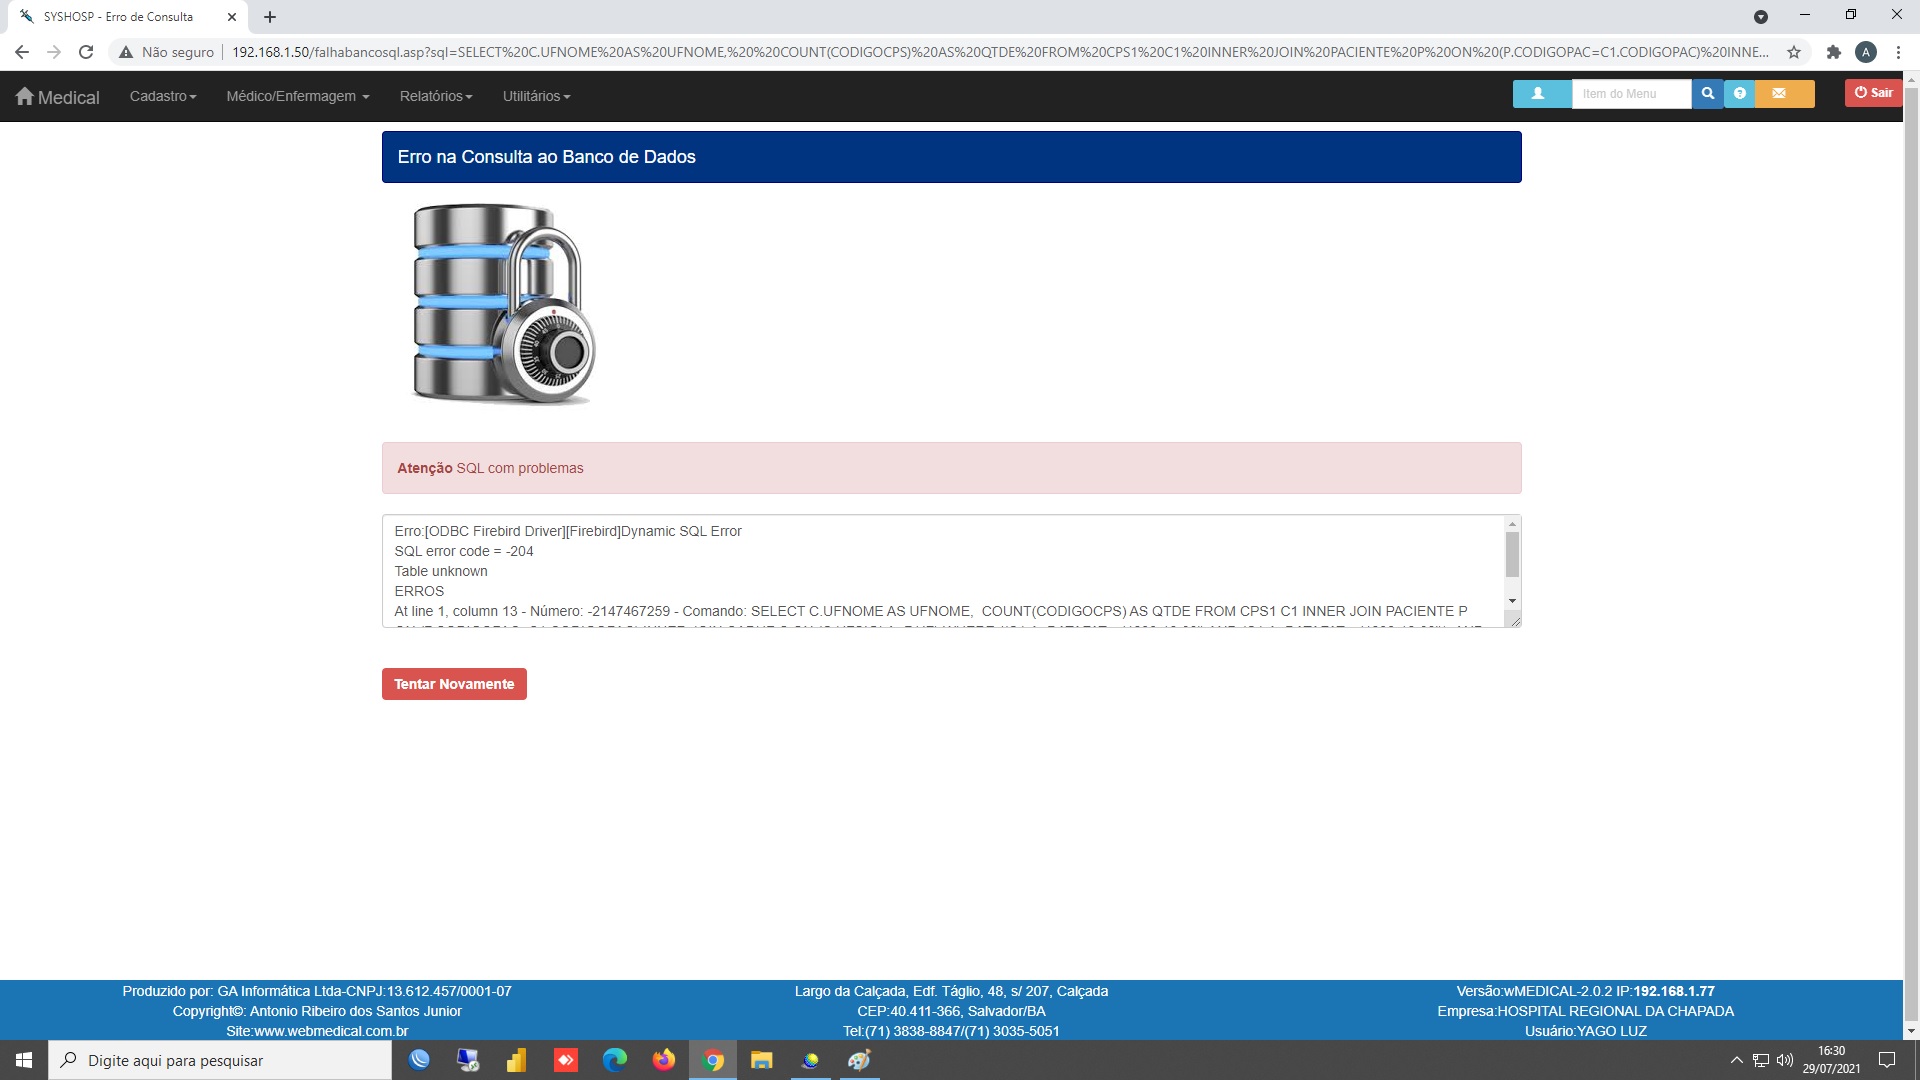 SYSHOSP - Erro de Consulta
Não seguro
192.168.1.50/falhabancosql.asp?sql=SELECT%20C.UFNOME%20AS%20UFNOME,%20%20COUNT(CODIGOCPS)%20AS%20QTDE%20FROM%20CPS1%20C1%20INNER%20JOIN%20PACIENTE%20P%20ON%20(P.CODIGOPAC=C1.CODIGOPAC)%20INNE...
A
Medical
Cadastro
Médico/Enfermagem
Relatórios
Utilitários
Item do Menu
Sair
Erro na Consulta ao Banco de Dados
Atenção SQL com problemas
Erro:[ODBC Firebird Driver][Firebird]Dynamic SQL Error
SQL error code = -204
Table unknown
ERROS
At line 1, column 13 - Número: -2147467259 - Comando: SELECT C.UFNOME AS UFNOME,  COUNT(CODIGOCPS) AS QTDE FROM CPS1 C1 INNER JOIN PACIENTE P
Tentar Novamente
Produzido por: GA Informática Ltda-CNPJ:13.612.457/0001-07
Copyright©: Antonio Ribeiro dos Santos Junior
Site:www.webmedical.com.br
Largo da Calçada, Edf. Táglio, 48, s/ 207, Calçada
CEP:40.411-366, Salvador/BA
Tel:(71) 3838-8847/(71) 3035-5051
Versão:wMEDICAL-2.0.2 IP:192.168.1.77
Empresa:HOSPITAL REGIONAL DA CHAPADA
Usuário:YAGO LUZ
Digite aqui para pesquisar
16:30
29/07/2021